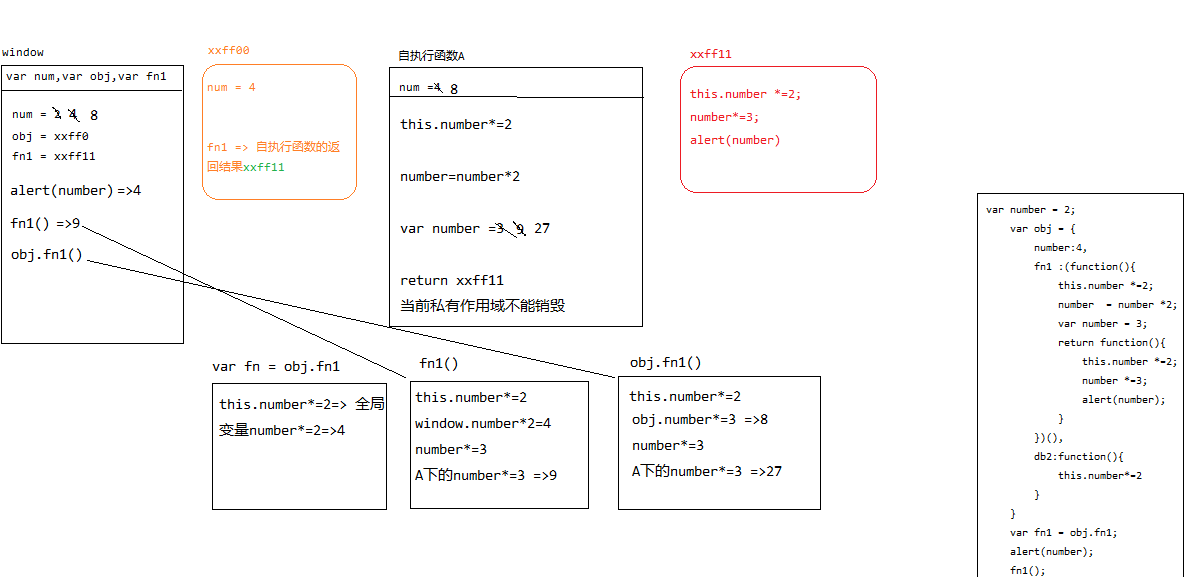 window
var num,var obj,var fn1
num = 2 4 8
obj = xxff0
fn1 = xxff11
alert(number) =>4
fn1() =>9
obj.fn1()
xxff00
num = 4
fn1 => 自执行函数的返
回结果xxff11
自执行函数A
num =4 8
this.number*=2
number=number*2
var number =3 9 27
return xxff11
当前私有作用域不能销毁
xxff11
this.number *=2;
number*=3;
alert(number)
var fn = obj.fn1
this.number*=2=> 全局
变量number*=2=>4
fn1()
this.number*=2
window.number*2=4
number*=3
A下的number*=3 =>9
obj.fn1()
this.number*=2
obj.number*=3 =>8
number*=3
A下的number*=3 =>27
var number = 2;
var obj = {
number:4,
fn1 :(function(){
this.number *=2;
number = number *2;
var number = 3;
return function(){
this.number *=2;
number *=3;
alert(number);
}
})(),
db2:function(){
this.number*=2
}
}
var fn1 = obj.fn1;
alert(number);
fn1();